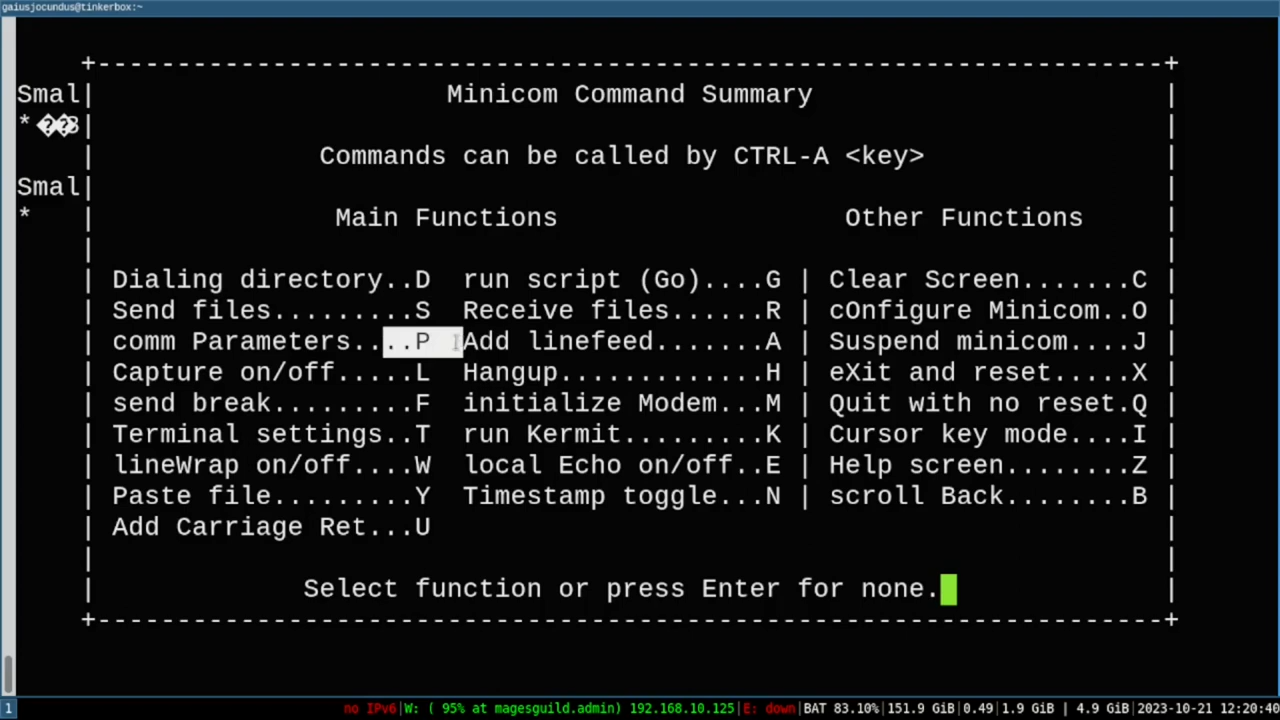 gaiusjocundus@tinkerbox:~
+-------------------------------------------------------------------+
Smal| Minicom Command Summary |
* ��3| |
| Commands can be called by CTRL-A <key> |
Smal| |
* | Main Functions Other Functions |
| |
| Dialing directory..D run script (Go)....G | Clear Screen.......C |
| Send files.........S Receive files......R | cOnfigure Minicom..O |
| comm Parameters....P Add linefeed.......A | Suspend minicom....J |
| Capture on/off.....L Hangup.............H | eXit and reset.....X |
| send break.........F initialize Modem...M | Quit with no reset.Q |
| Terminal settings..T run Kermit.........K | Cursor key mode....I |
| lineWrap on/off....W local Echo on/off..E | Help screen........Z |
| Paste file.........Y Timestamp toggle...N | scroll Back........B |
| Add Carriage Ret...U |
| |
| Select function or press Enter for none. |
+-------------------------------------------------------------------+
1 no IPv6|W: ( 95% at magesguild.admin) 192.168.10.125|E: down|BAT 83.10%|151.9 GiB|0.49|1.9 GiB | 4.9 GiB|2023-10-21 12:20:40